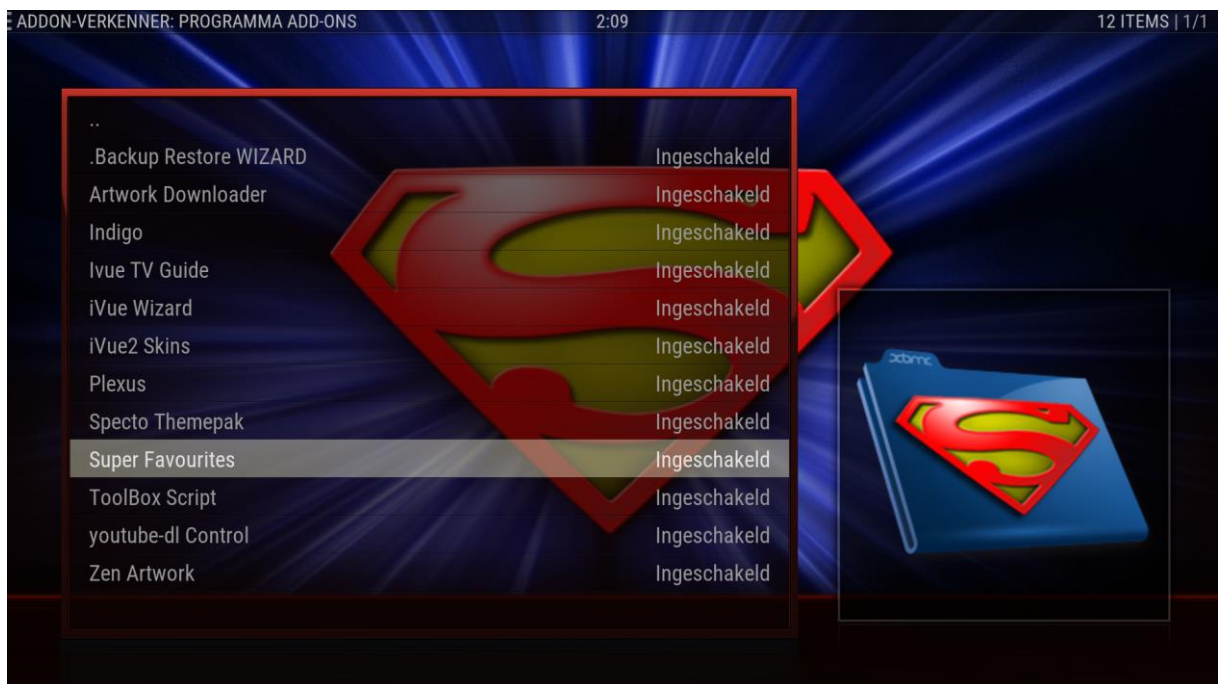 ADDON-VERKENNER: PROGRAMMA ADD-ONS 2:09 12 ITEMS | 1/1
..
.Backup Restore WIZARD Ingeschakeld
Artwork Downloader Ingeschakeld
Indigo Ingeschakeld
Ivue TV Guide Ingeschakeld
iVue Wizard Ingeschakeld
iVue2 Skins Ingeschakeld
Plexus Ingeschakeld
Specto Themepak Ingeschakeld
Super Favourites Ingeschakeld
ToolBox Script Ingeschakeld
youtube-dl Control Ingeschakeld
Zen Artwork Ingeschakeld
xbmc